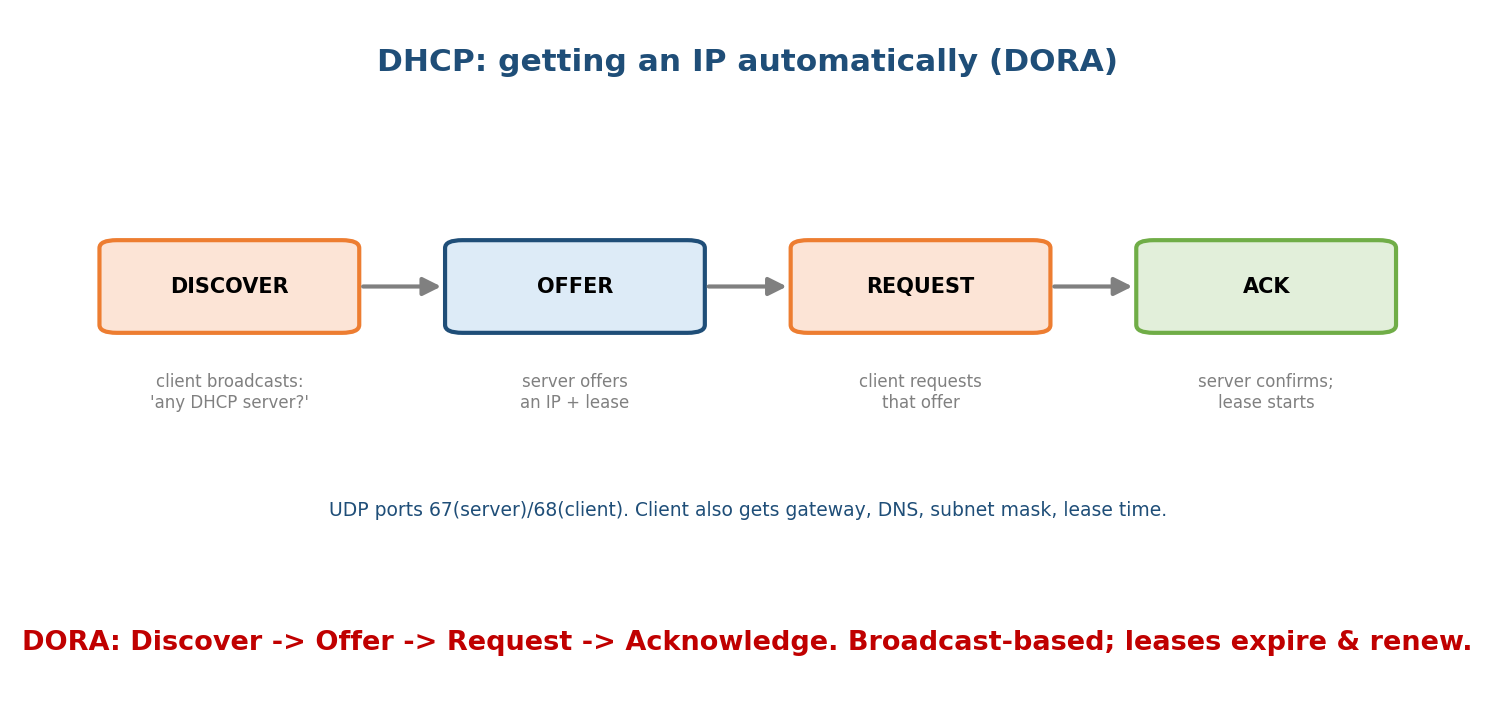 DHCP: getting an IP automatically (DORA)
DISCOVER
OFFER
REQUEST
ACK
client broadcasts:
'any DHCP server?'
server offers
an IP + lease
client requests
that offer
server confirms;
lease starts
UDP ports 67(server)/68(client). Client also gets gateway, DNS, subnet mask, lease time.
DORA: Discover -> Offer -> Request -> Acknowledge. Broadcast-based; leases expire & renew.